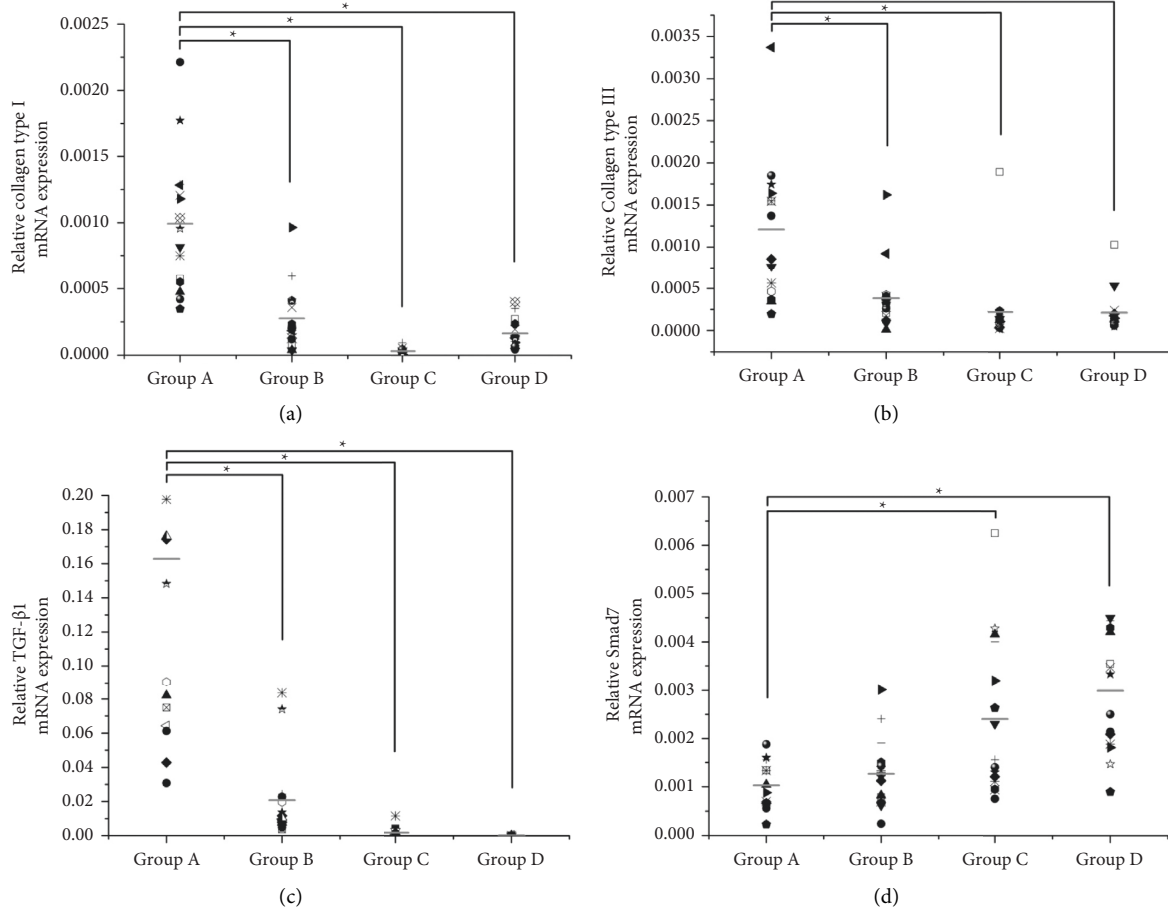 *
*
*
0.0025
0.0020
0.0015
0.0010
0.0005
0.0000
Relative collagen type I
mRNA expression
Group A Group B Group C Group D
(a)
*
*
0.0035
0.0030
0.0025
0.0020
0.0015
0.0010
0.0005
0.0000
Relative Collagen type III
mRNA expression
Group A Group B Group C Group D
(b)
*
*
*
0.20
0.18
0.16
0.14
0.12
0.10
0.08
0.06
0.04
0.02
0.00
Relative TGF-β1
mRNA expression
Group A Group B Group C Group D
(c)
*
*
0.007
0.006
0.005
0.004
0.003
0.002
0.001
0.000
Relative Smad7
mRNA expression
Group A Group B Group C Group D
(d)